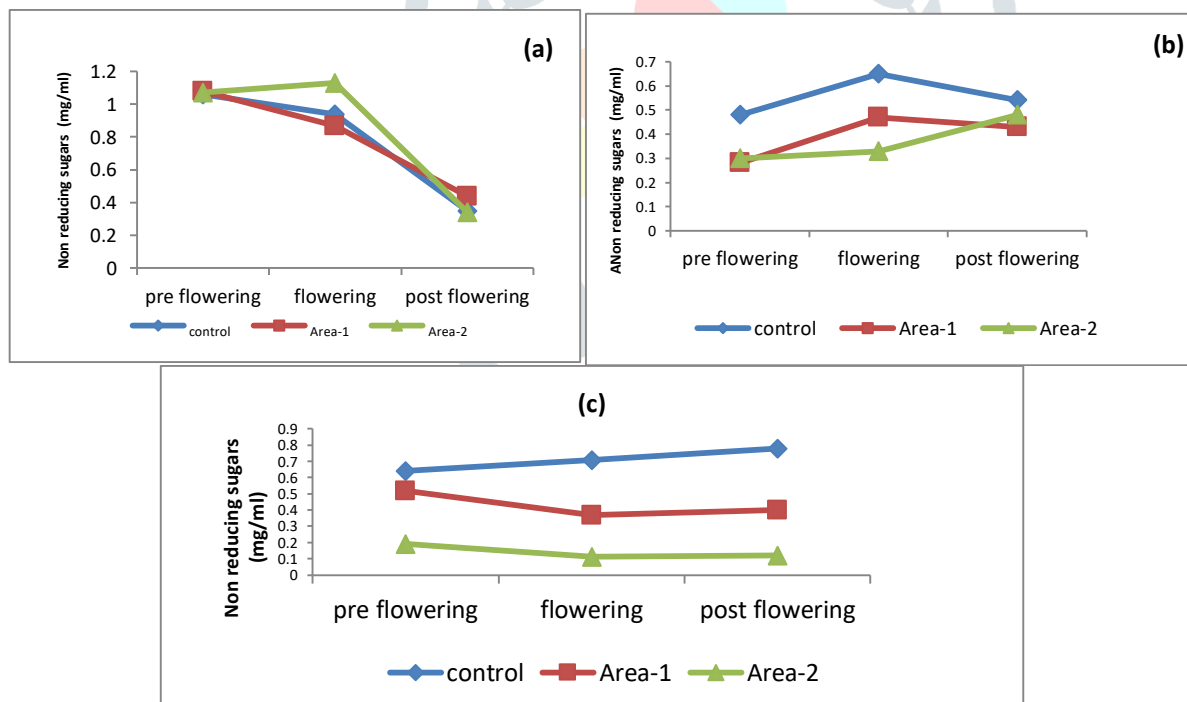 (a)
Non reducing sugars (mg/ml)
1.2
1
0.8
0.6
0.4
0.2
0
pre flowering flowering post flowering
control Area-1 Area-2
(b)
ANon reducing sugars (mg/ml)
0.7
0.6
0.5
0.4
0.3
0.2
0.1
0
pre flowering flowering post flowering
control Area-1 Area-2
(c)
Non reducing sugars
(mg/ml)
0.9
0.8
0.7
0.6
0.5
0.4
0.3
0.2
0.1
0
pre flowering flowering post flowering
control Area-1 Area-2